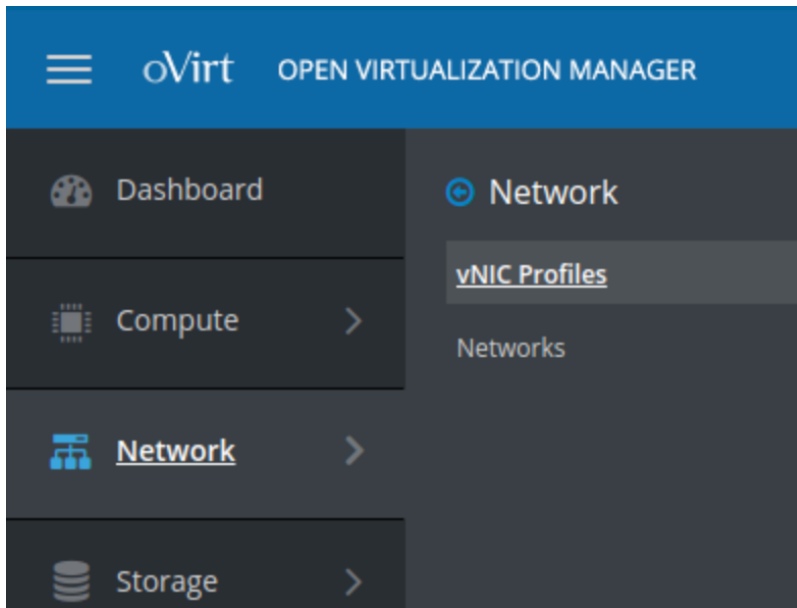 oVirt OPEN VIRTUALIZATION MANAGER
Dashboard
Compute
Network
Storage
Network
vNIC Profiles
Networks